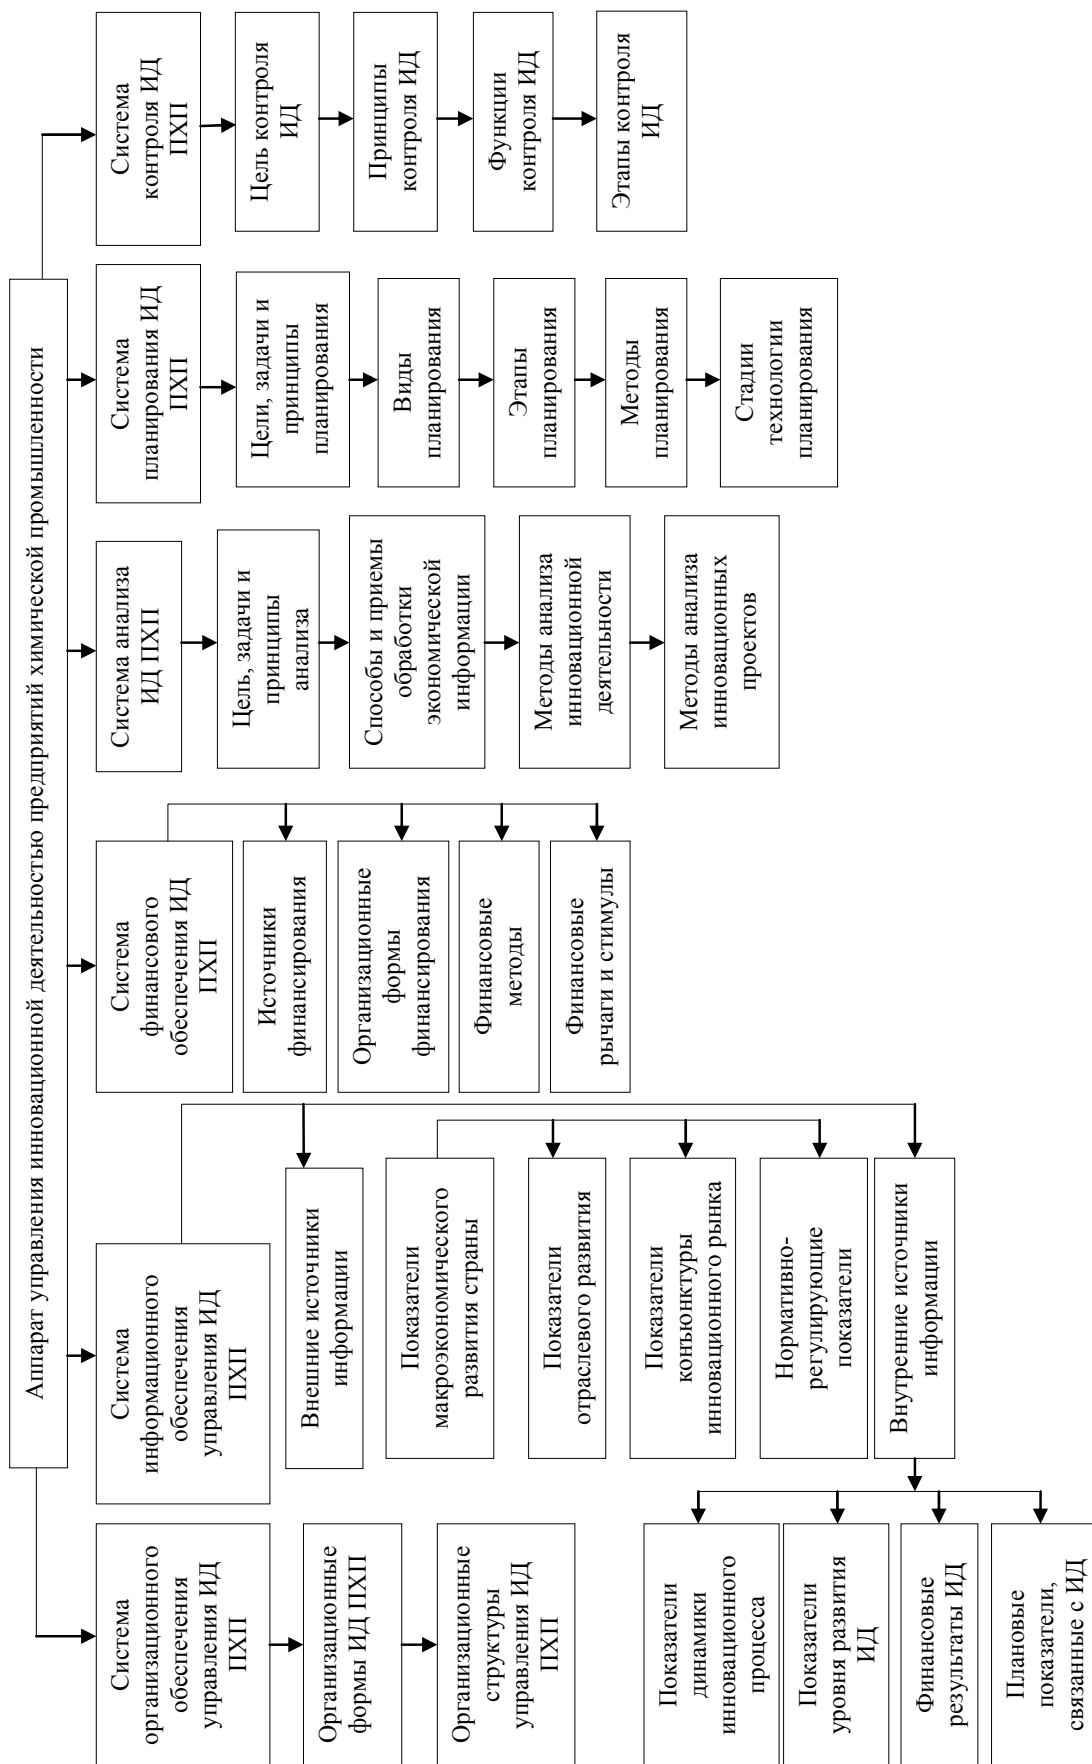 Аппарат управления инновационной деятельностью предприятий химической промышленности
Система
организационного
обеспечения
управления ИД
ПХП
Организационные
формы ИД ПХП
Организационные
структуры
управления ИД
ПХП
Система
информационного
обеспечения
управления ИД
ПХП
Внешние источники
информации
Показатели
макроэкономического
развития страны
Показатели
отраслевого развития
Показатели
конъюнктуры
инновационного рынка
Нормативно-
регулирующие
показатели
Внутренние источники
информации
Показатели
динамики
инновационного
процесса
Показатели
уровня развития
ИД
Финансовые
результаты ИД
Плановые
показатели,
связанные с ИД
Система
финансового
обеспечения ИД
ПХП
Источники
финансирования
Организационные
формы
финансирования
Финансовые
методы
Финансовые
рычаги и стимулы
Система анализа
ИД ПХП
Цель, задачи и
принципы
анализа
Способы и приемы
обработки
экономической
информации
Методы анализа
инновационной
деятельности
Методы анализа
инновационных
проектов
Система
планирования ИД
ПХП
Цели, задачи и
принципы
планирования
Виды
планирования
Этапы
планирования
Методы
планирования
Стадии
технологии
планирования
Система
контроля ИД
ПХП
Цель контроля
ИД
Принципы
контроля ИД
Функции
контроля ИД
Этапы контроля
ИД